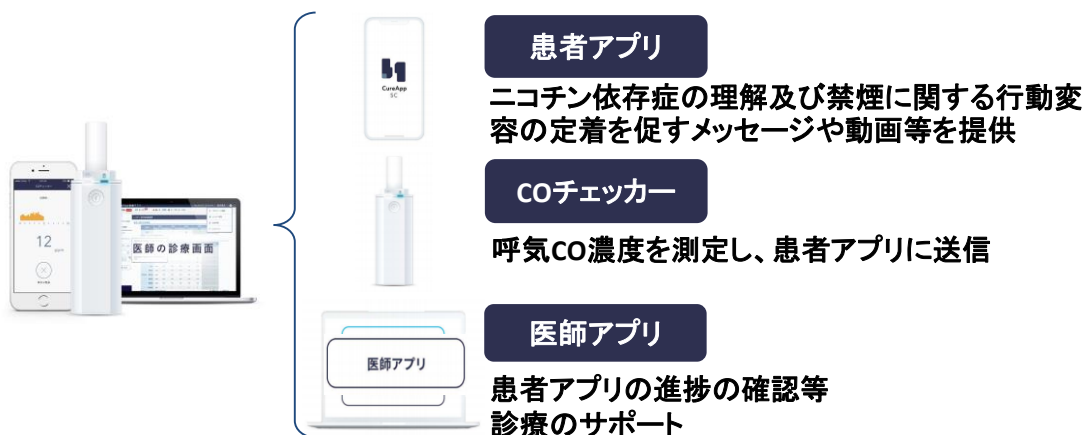 患者アプリ
CureApp
SC
ニコチン依存症の理解及び禁煙に関する行動変
容の定着を促すメッセージや動画等を提供
COチェッカー
呼気CO濃度を測定し、患者アプリに送信
12
医師の診療画面
医師アプリ
医師アプリ
患者アプリの進捗の確認等
診療のサポート